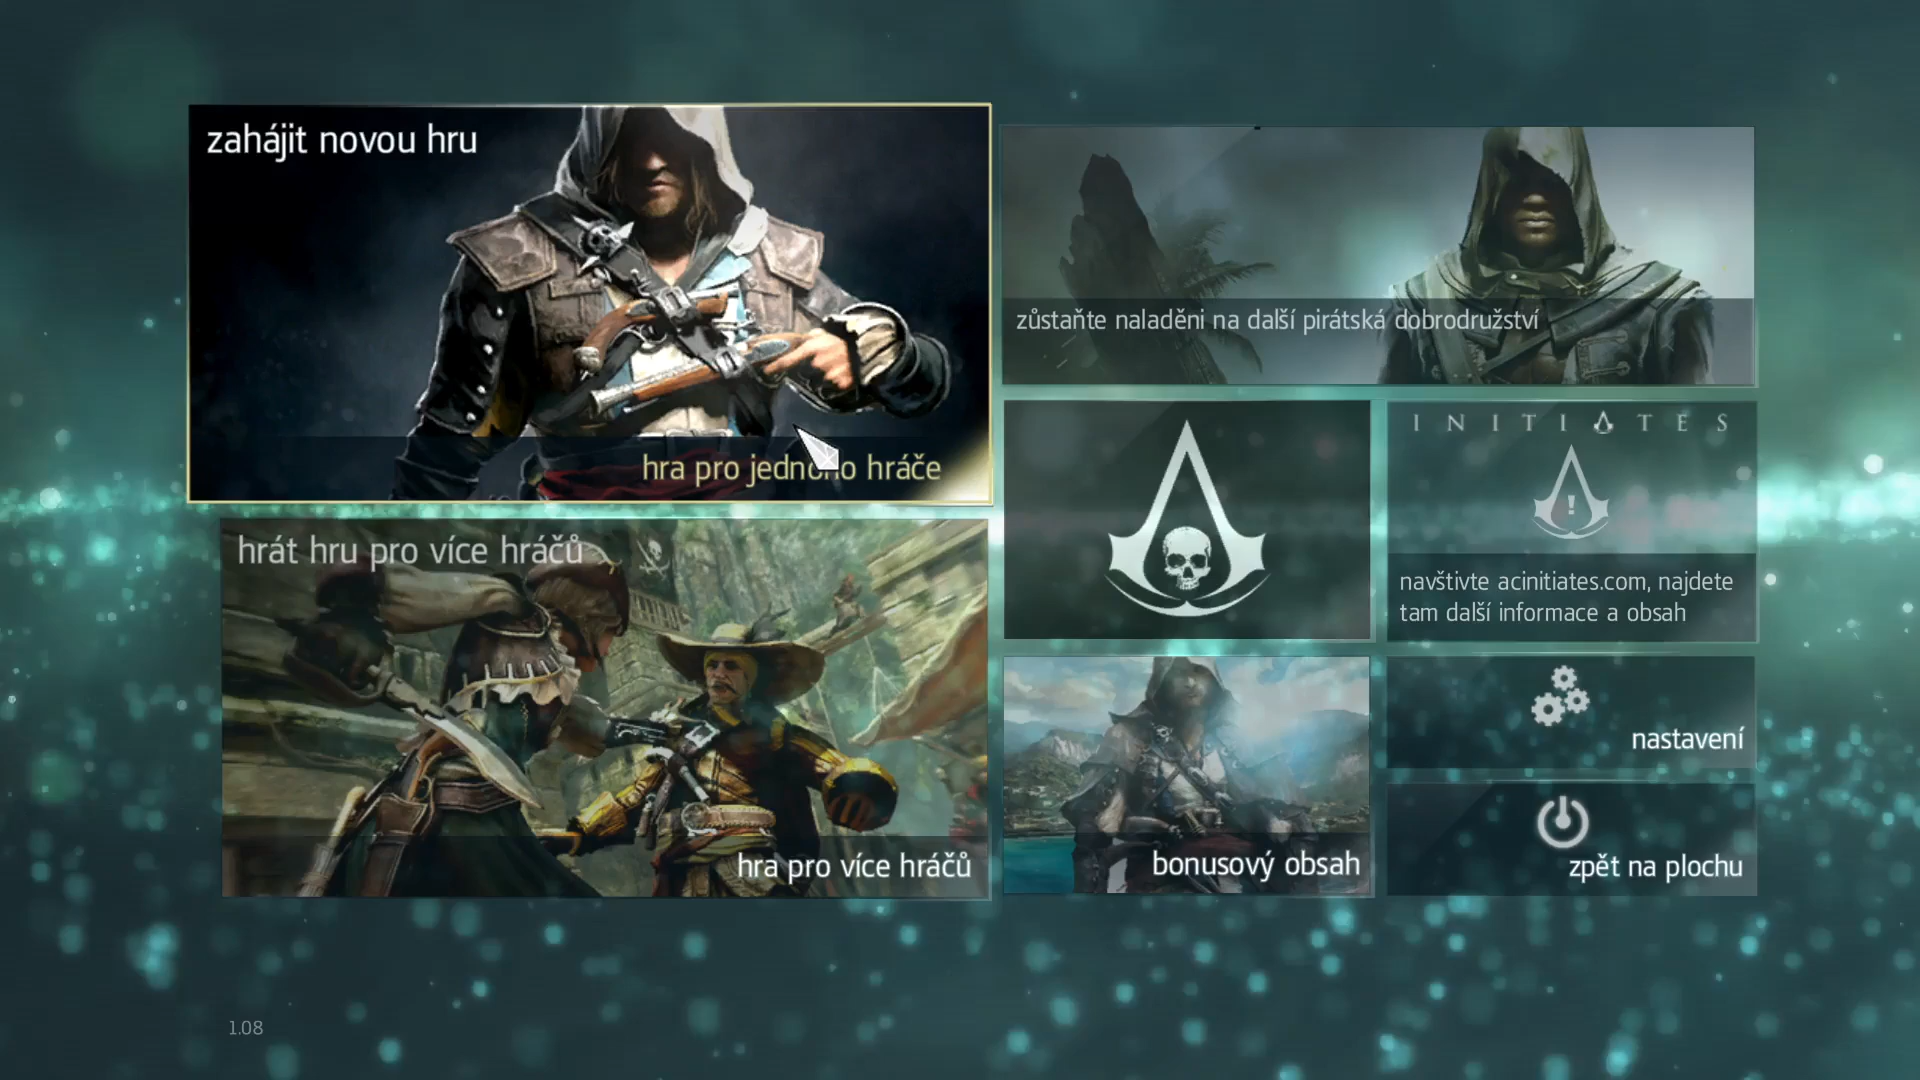 zahájit novou hru
hra pro jednoho hráče
hrát hru pro více hráčů
hra pro více hráčů
zůstaňte naladěni na další pirátská dobrodružství
INITIATES
navštivte acinitiates.com, najdete
tam další informace a obsah
bonusový obsah
nastavení
zpět na plochu
1.08